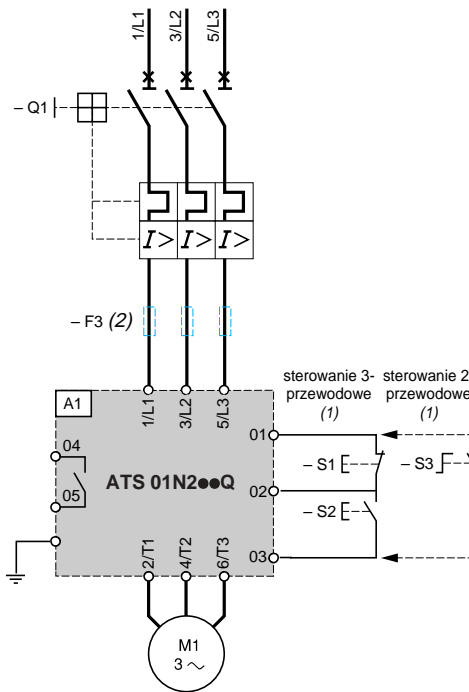 1/L1
3/L2
5/L3
– Q1
I> I> I>
– F3 (2)
sterowanie 3-
przewodowe
(1)
sterowanie 2
przewodowe
(1)
A1
1/L1
3/L2
5/L3
01
04
– S1
– S3
05
ATS 01N2●●Q
02
– S2
03
2/T1
4/T2
6/T3
M1
3 ~